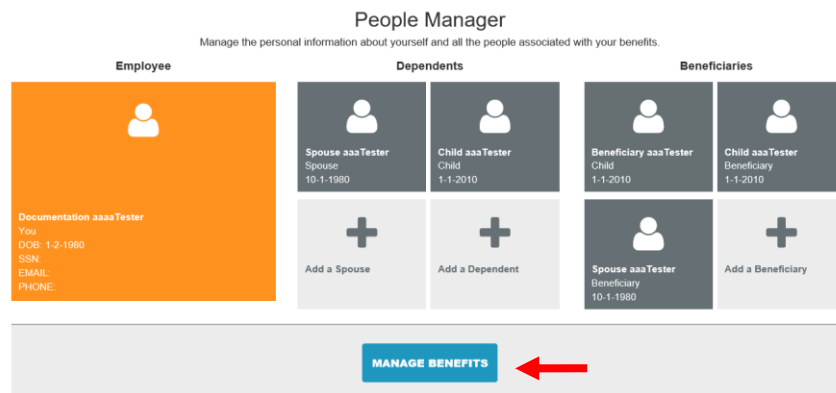 People Manager
Manage the personal information about yourself and all the people associated with your benefits.
Employee
Documentation aaaaTester
You
DOB: 1-2-1980
SSN:
EMAIL:
PHONE:
Dependents
Spouse aaaTester
Spouse
10-1-1980
Child aaaTester
Child
1-1-2010
Add a Spouse
Add a Dependent
Beneficiaries
Beneficiary aaaTester
Child
1-1-2010
Child aaaTester
Beneficiary
1-1-2010
Spouse aaaTester
Beneficiary
10-1-1980
Add a Beneficiary
MANAGE BENEFITS